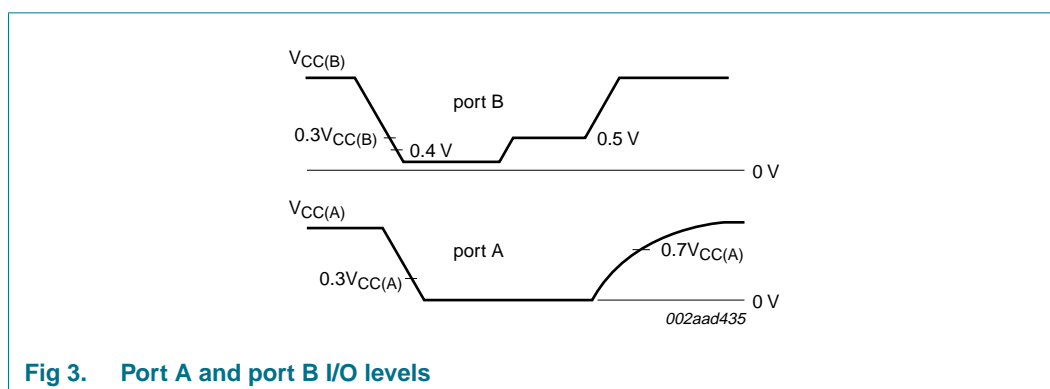 VCC(B)
port B
0.3VCC(B)
0.4 V
0.5 V
0 V
VCC(A)
port A
0.7VCC(A)
0.3VCC(A)
0 V
002aad435
Fig 3. Port A and port B I/O levels